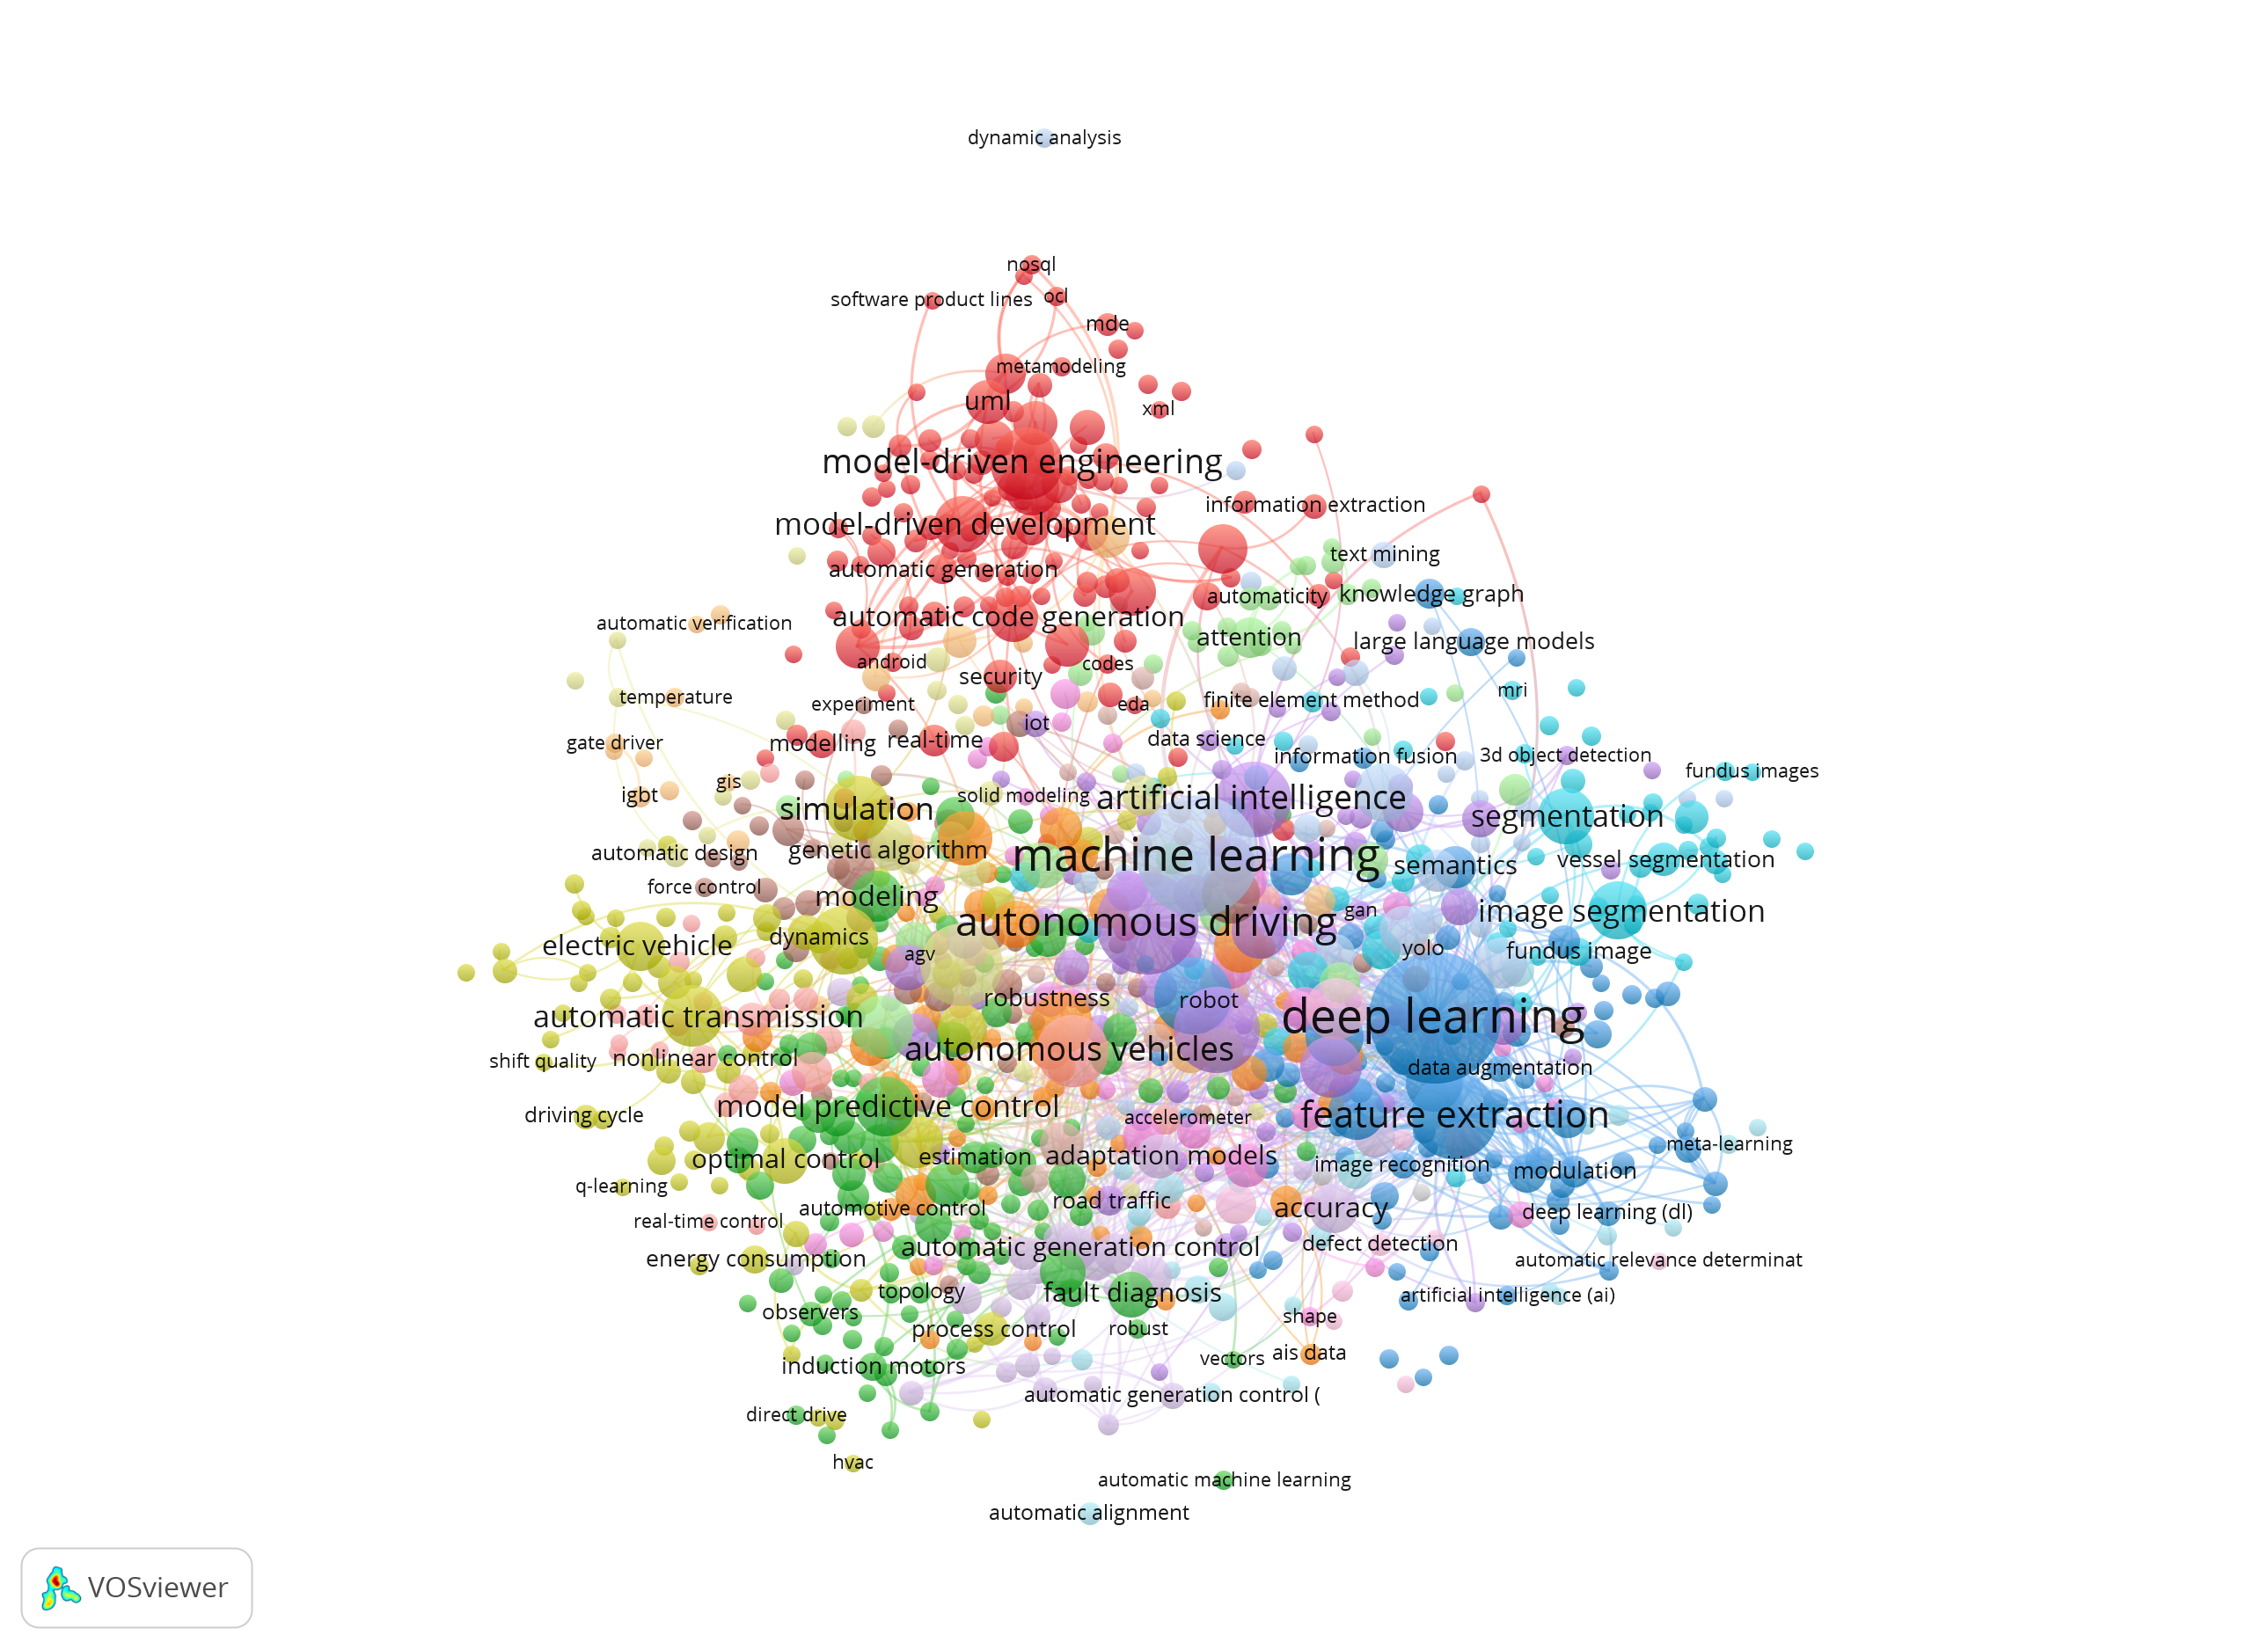 dynamic analysis
nosql
software product lines
ocl
mde
metamodeling
uml
xml
model-driven engineering
information extraction
model-driven development
text mining
automatic generation
automaticity
knowledge graph
automatic code generation
automatic verification
attention
large language models
android
codes
security
temperature
experiment
eda
finite element method
mri
iot
gate driver
modelling
real-time
data science
information fusion
3d object detection
fundus images
gis
igbt
solid modeling
artificial intelligence
simulation
segmentation
automatic design
genetic algorithm
machine learning
semantics
vessel segmentation
force control
modeling
gan
image segmentation
autonomous driving
electric vehicle
dynamics
agv
yolo
fundus image
robustness
robot
automatic transmission
deep learning
shift quality
nonlinear control
autonomous vehicles
data augmentation
driving cycle
model predictive control
accelerometer
feature extraction
meta-learning
optimal control
estimation
adaptation models
image recognition
modulation
q-learning
automotive control
road traffic
accuracy
deep learning (dl)
real-time control
energy consumption
automatic generation control
defect detection
automatic relevance determinat
topology
fault diagnosis
artificial intelligence (ai)
observers
process control
robust
shape
induction motors
vectors
ais data
automatic generation control (
direct drive
hvac
automatic machine learning
automatic alignment
VOSviewer